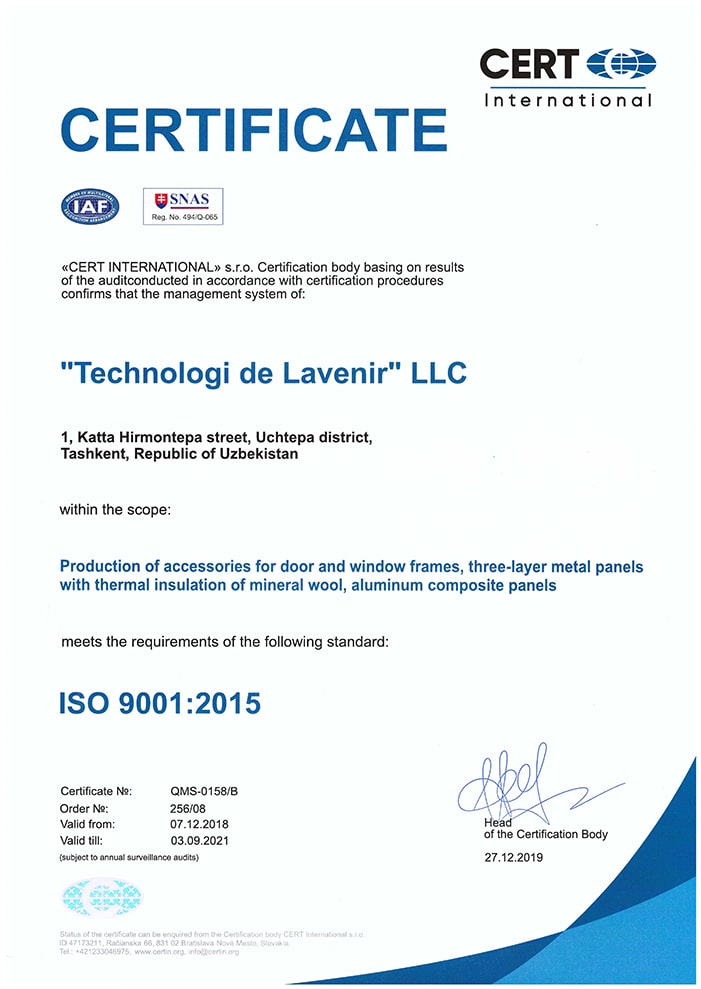 CERT
International
CERTIFICATE
MEMBER OF MULTILATERAL
IAF
RECOGNITION ARRANGEMENT
SNAS
Reg. No. 494/Q-065
«CERT INTERNATIONAL» s.r.o. Certification body basing on results
of the auditconducted in accordance with certification procedures
confirms that the management system of:
"Technologi de Lavenir" LLC
1, Katta Hirmontepa street, Uchtepa district,
Tashkent, Republic of Uzbekistan
within the scope:
Production of accessories for door and window frames, three-layer metal panels
with thermal insulation of mineral wool, aluminum composite panels
meets the requirements of the following standard:
ISO 9001:2015
Certificate №: QMS-0158/B
Order №: 256/08
Valid from: 07.12.2018
Valid till: 03.09.2021
(subject to annual surveillance audits)
Head
of the Certification Body
27.12.2019
Status of the certificate can be enquired from the Certification body CERT International s.r.o.
ID 47173211, Račianska 66, 831 02 Bratislava Nové Mesto, Slovakia
Tel.: +421233046975, www.certin.org, info@certin.org